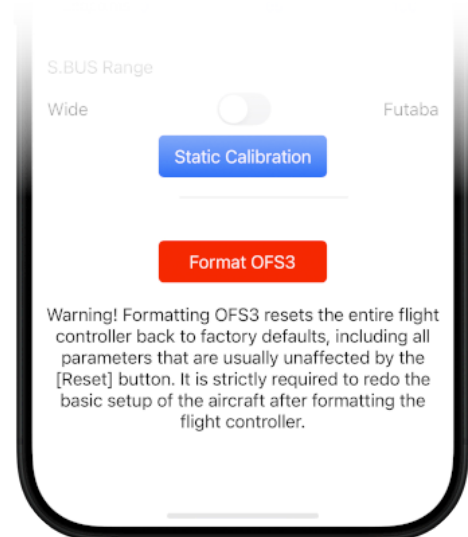 S.BUS Range
Wide Futaba
Static Calibration
Format OFS3
Warning! Formatting OFS3 resets the entire flight
controller back to factory defaults, including all
parameters that are usually unaffected by the
[Reset] button. It is strictly required to redo the
basic setup of the aircraft after formatting the
flight controller.